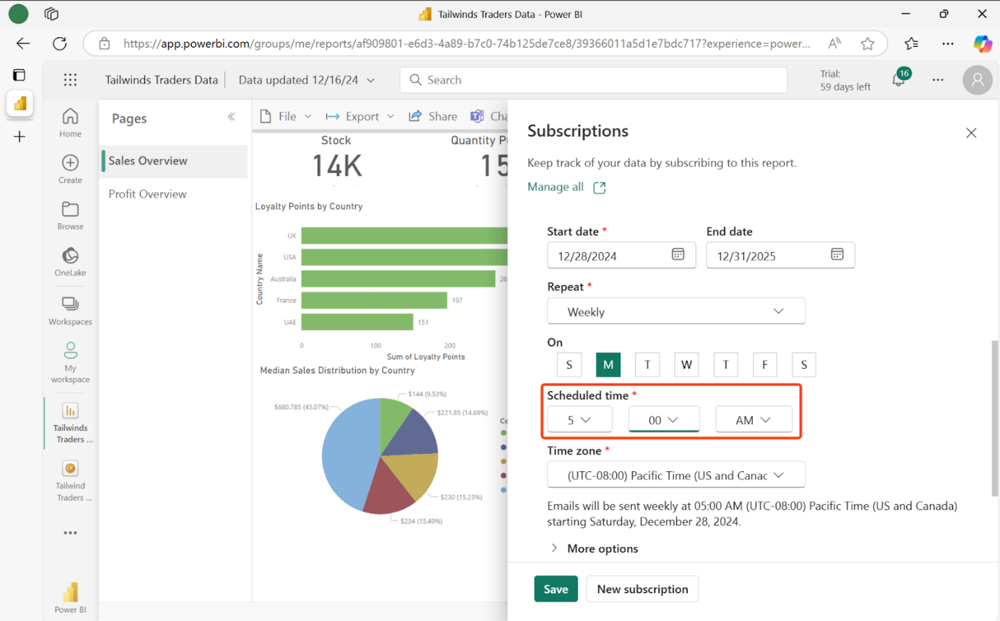 Tailwinds Traders Data - Power BI
https://app.powerbi.com/groups/me/reports/af909801-e6d3-4a89-b7c0-74b125de7ce8/39366011a5d1e7bdc717?experience=power...
Tailwinds Traders Data
Data updated 12/16/24
Search
Trial:
59 days left
16
Home
Create
Browse
OneLake
Workspaces
My
workspace
Tailwinds
Traders ...
Tailwind
Traders ...
Power BI
Pages
Sales Overview
Profit Overview
File
Export
Share
Cha
Stock
14K
Quantity Pu
15
Loyalty Points by Country
Country Name
UK
USA
Australia
26
France
197
UAE
151
0
100
200
Sum of Loyalty Points
Median Sales Distribution by Country
$144 (9.53%)
$680.785 (45.07%)
$221.85 (14.69%)
Co
$230 (15.23%)
$234 (15.49%)
Subscriptions
Keep track of your data by subscribing to this report.
Manage all
Start date *
End date
12/28/2024
12/31/2025
Repeat *
Weekly
On
S M T W T F S
Scheduled time *
5
00
AM
Time zone *
(UTC-08:00) Pacific Time (US and Canac
Emails will be sent weekly at 05:00 AM (UTC-08:00) Pacific Time (US and Canada)
starting Saturday, December 28, 2024.
More options
Save
New subscription